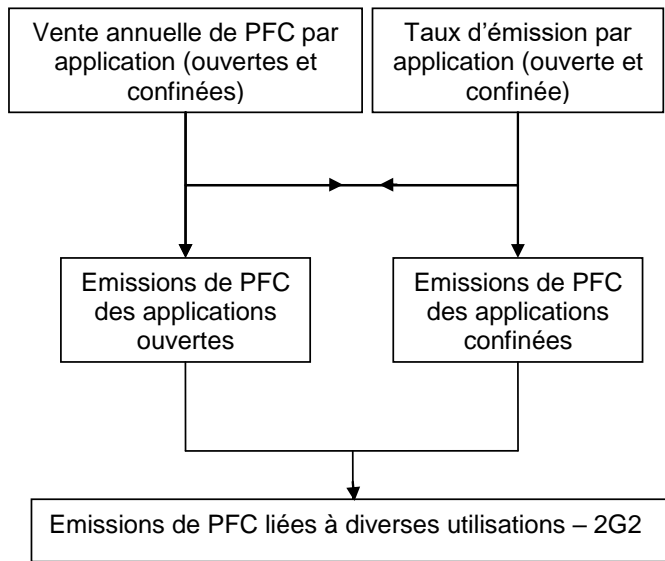 Vente annuelle de PFC par
application (ouvertes et
confinées)
Taux d'émission par
application (ouverte et
confinée)
Emissions de PFC
des applications
ouvertes
Emissions de PFC
des applications
confinées
Emissions de PFC liées à diverses utilisations – 2G2